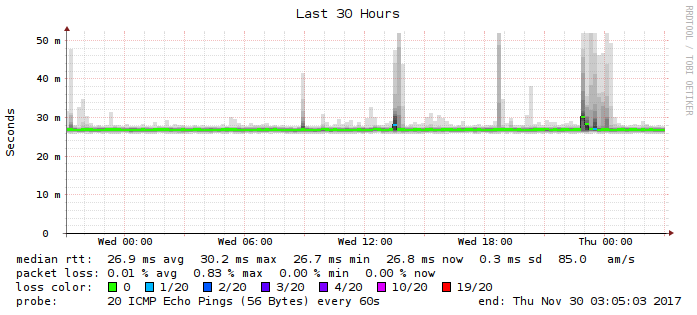 Last 30 Hours
RRDTOOL / TOBI OETIKER
Seconds
50 m
40 m
30 m
20 m
10 m
0
Wed 00:00 Wed 06:00 Wed 12:00 Wed 18:00 Thu 00:00
median rtt: 26.9 ms avg 30.2 ms max 26.7 ms min 26.8 ms now 0.3 ms sd 85.0 am/s
packet loss: 0.01 % avg 0.83 % max 0.00 % min 0.00 % now
loss color: 0 1/20 2/20 3/20 4/20 10/20 19/20
probe: 20 ICMP Echo Pings (56 Bytes) every 60s end: Thu Nov 30 03:05:03 2017